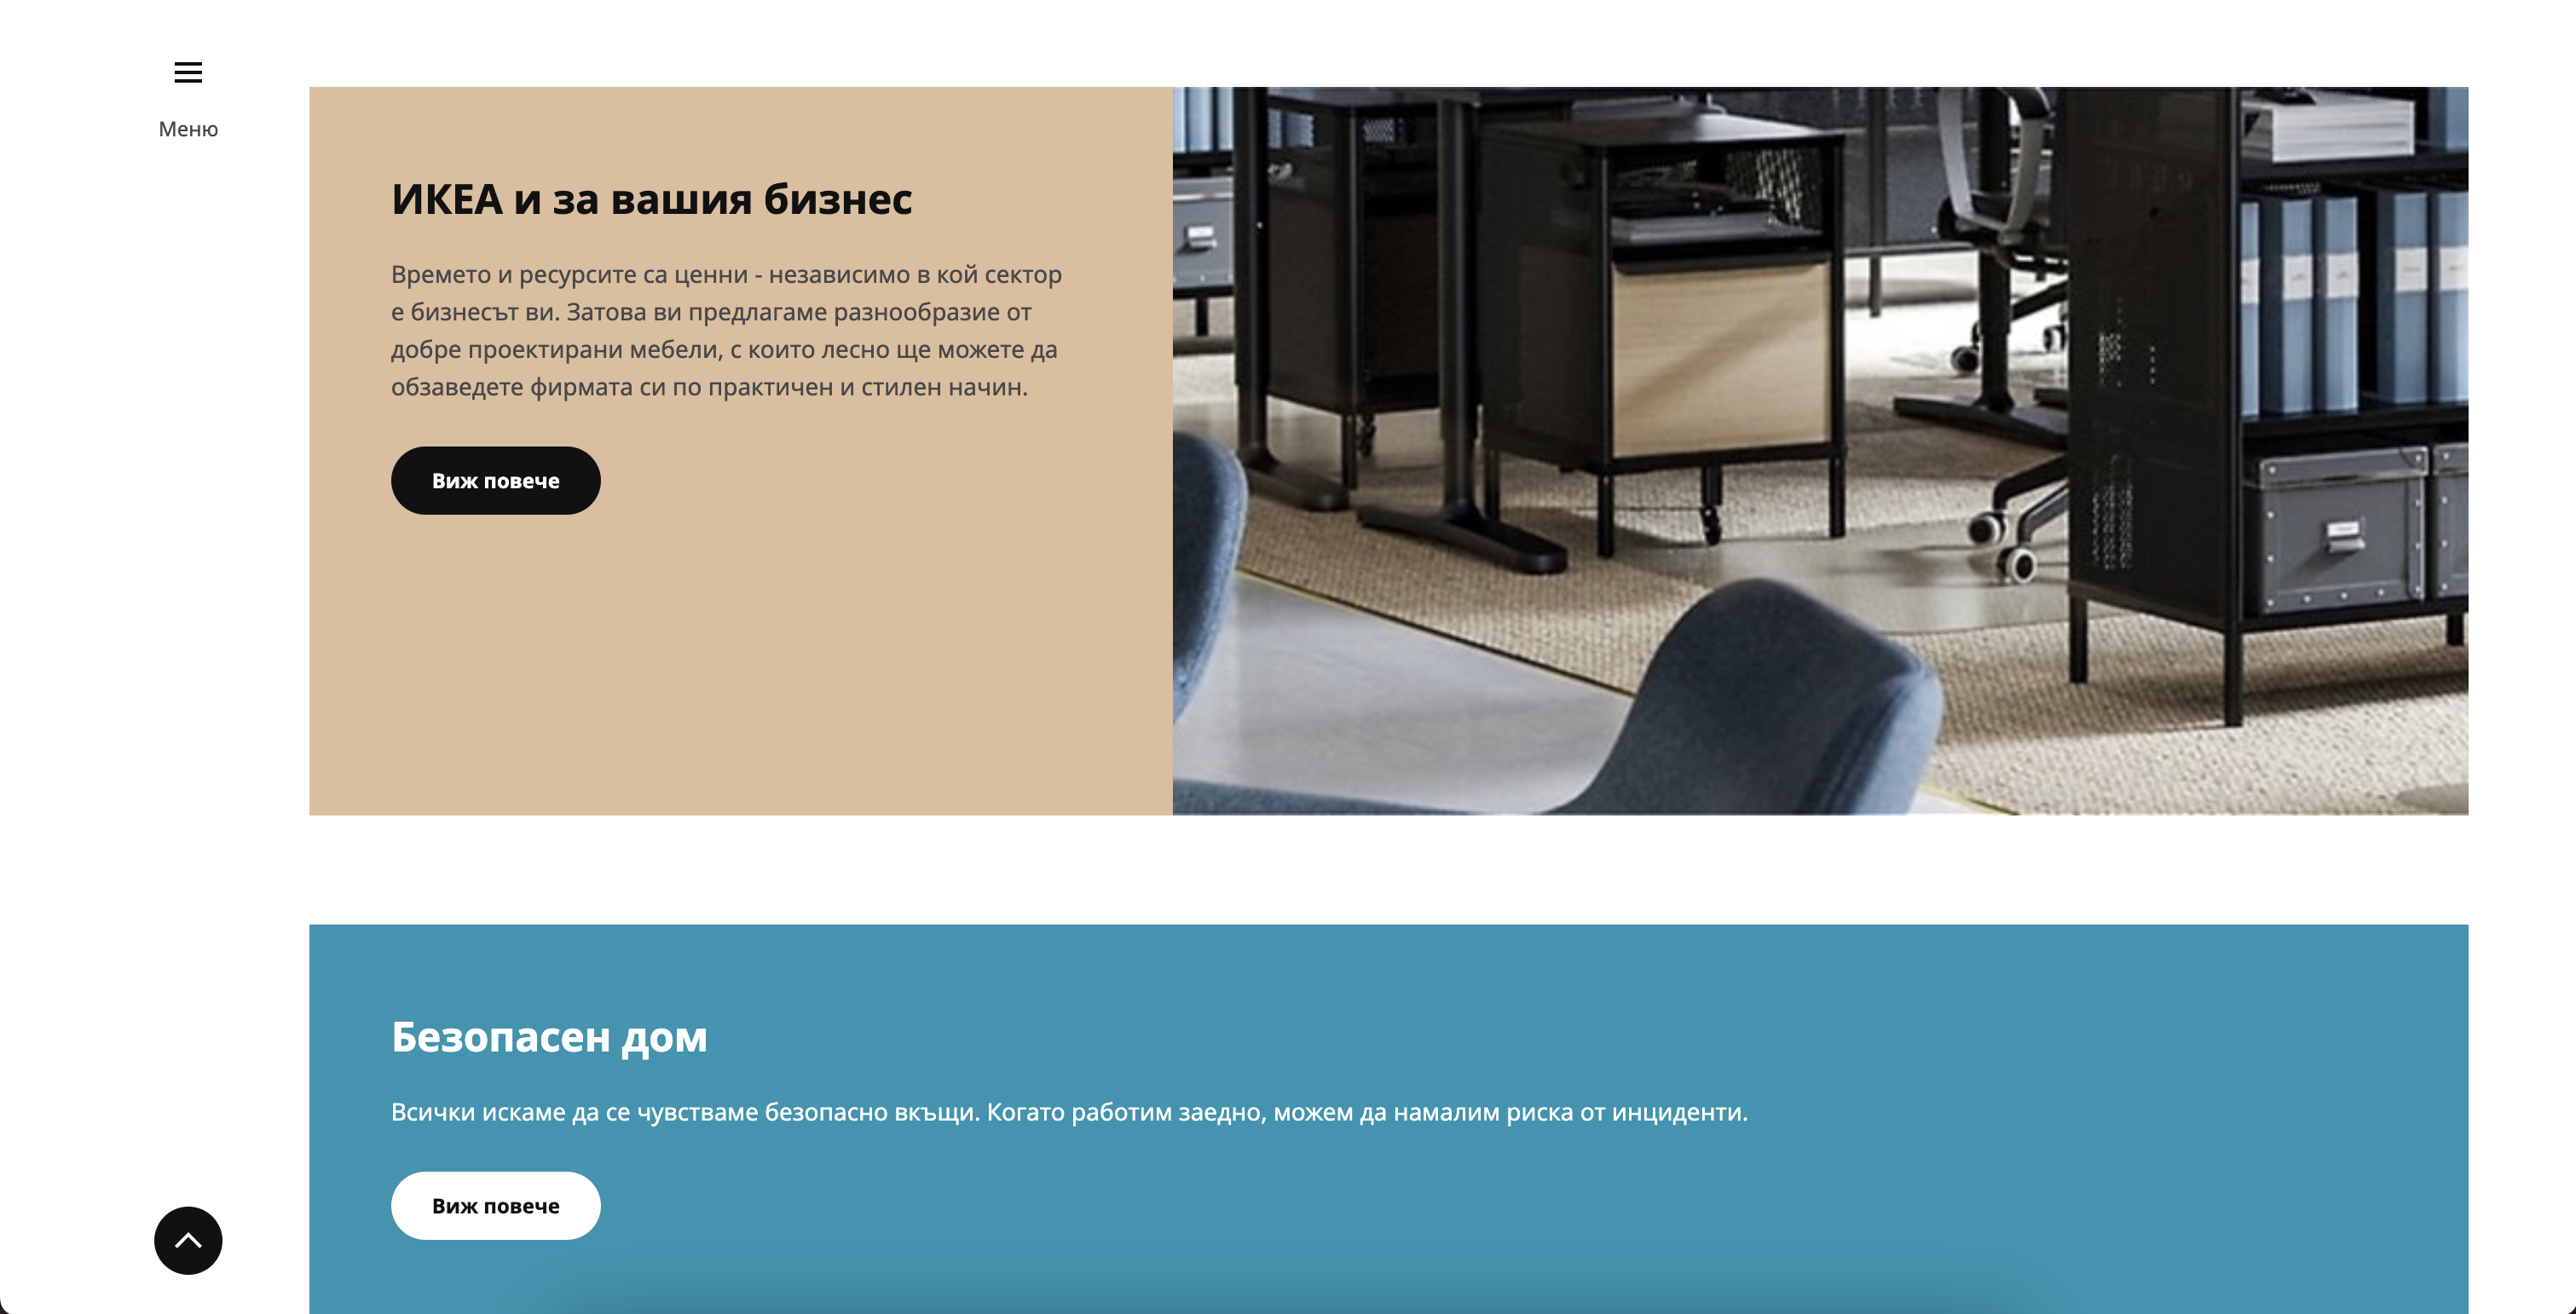 Меню
ИКЕА и за вашия бизнес
Времето и ресурсите са ценни - независимо в кой сектор
е бизнесът ви. Затова ви предлагаме разнообразие от
добре проектирани мебели, с които лесно ще можете да
обзаведете фирмата си по практичен и стилен начин.
Виж повече
Безопасен дом
Всички искаме да се чувстваме безопасно вкъщи. Когато работим заедно, можем да намалим риска от инциденти.
Виж повече